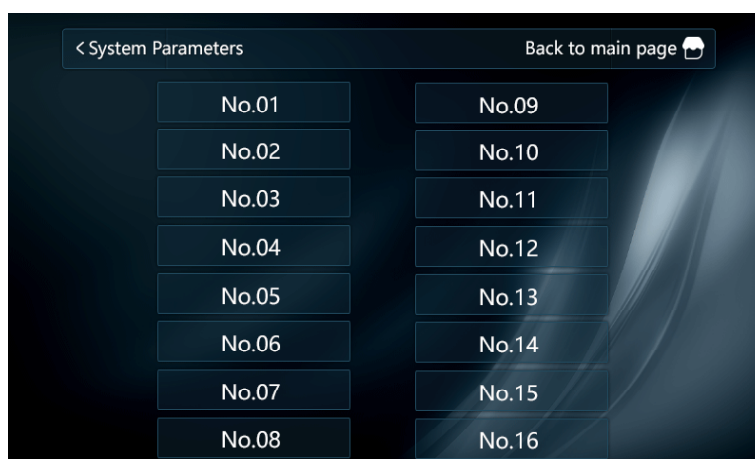 < System Parameters
Back to main page
No.01
No.02
No.03
No.04
No.05
No.06
No.07
No.08
No.09
No.10
No.11
No.12
No.13
No.14
No.15
No.16